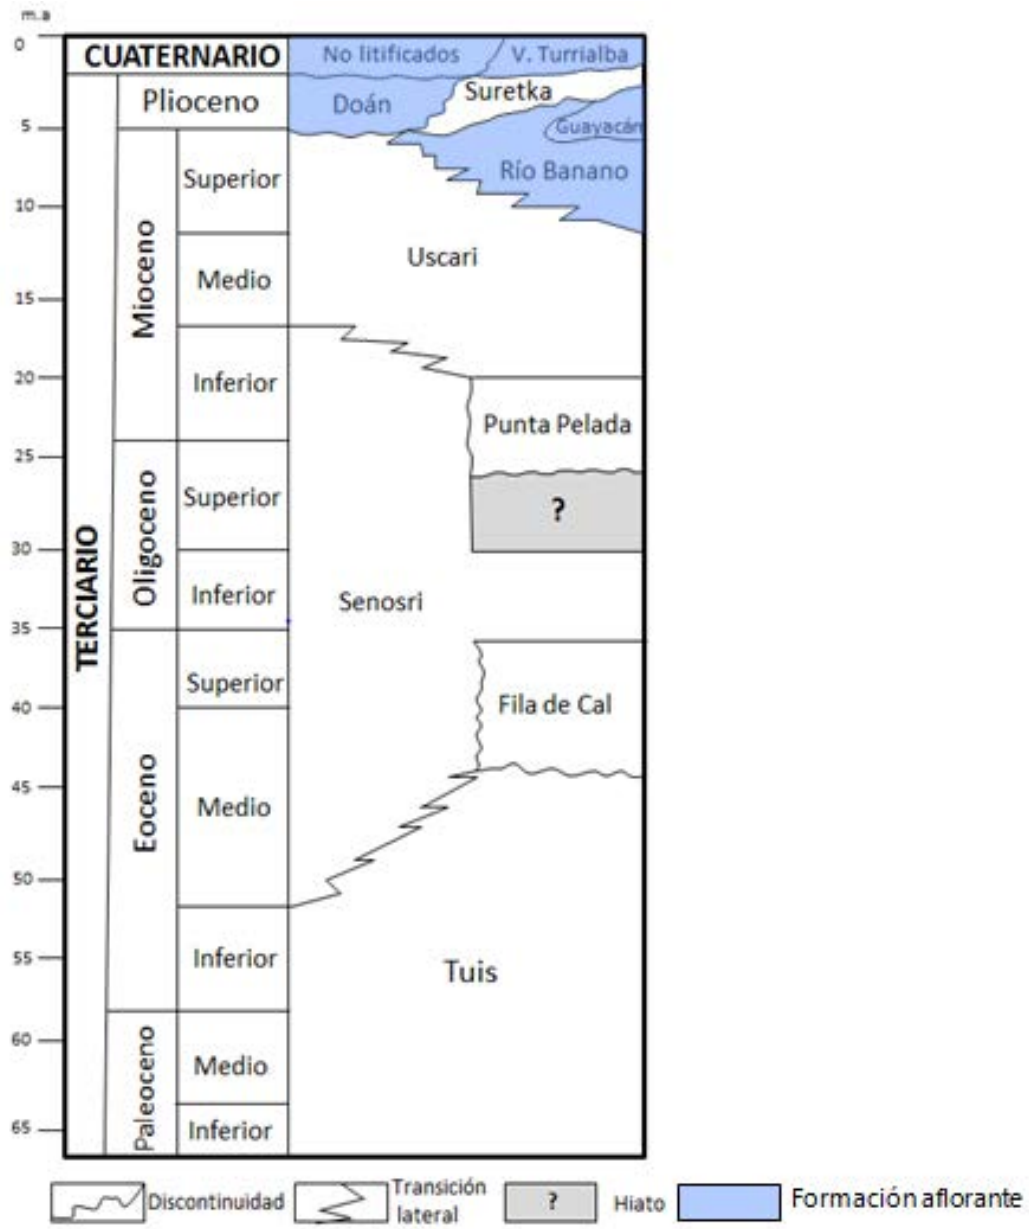 m.a
0
CUATERNARIO
No litificados
V. Turrialba
Plioceno
Doán
Suretka
5
Guayacán
Superior
Río Banano
10
Mioceno
Uscari
Medio
15
20
Inferior
Punta Pelada
25
Superior
?
30
Oligoceno
Inferior
Senosri
35
TERCIARIO
Superior
Fila de Cal
40
45
Eoceno
Medio
50
55
Inferior
Tuis
60
Paleoceno
Medio
65
Inferior
Discontinuidad
Transición
lateral
?
Hiato
Formación aflorante